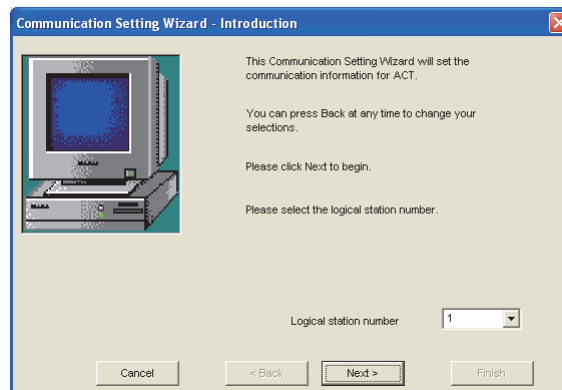 Communication Setting Wizard - Introduction
This Communication Setting Wizard will set the
communication information for ACT.
You can press Back at any time to change your
selections.
Please click Next to begin.
Please select the logical station number.
Logical station number
1
Cancel
< Back
Next >
Finish